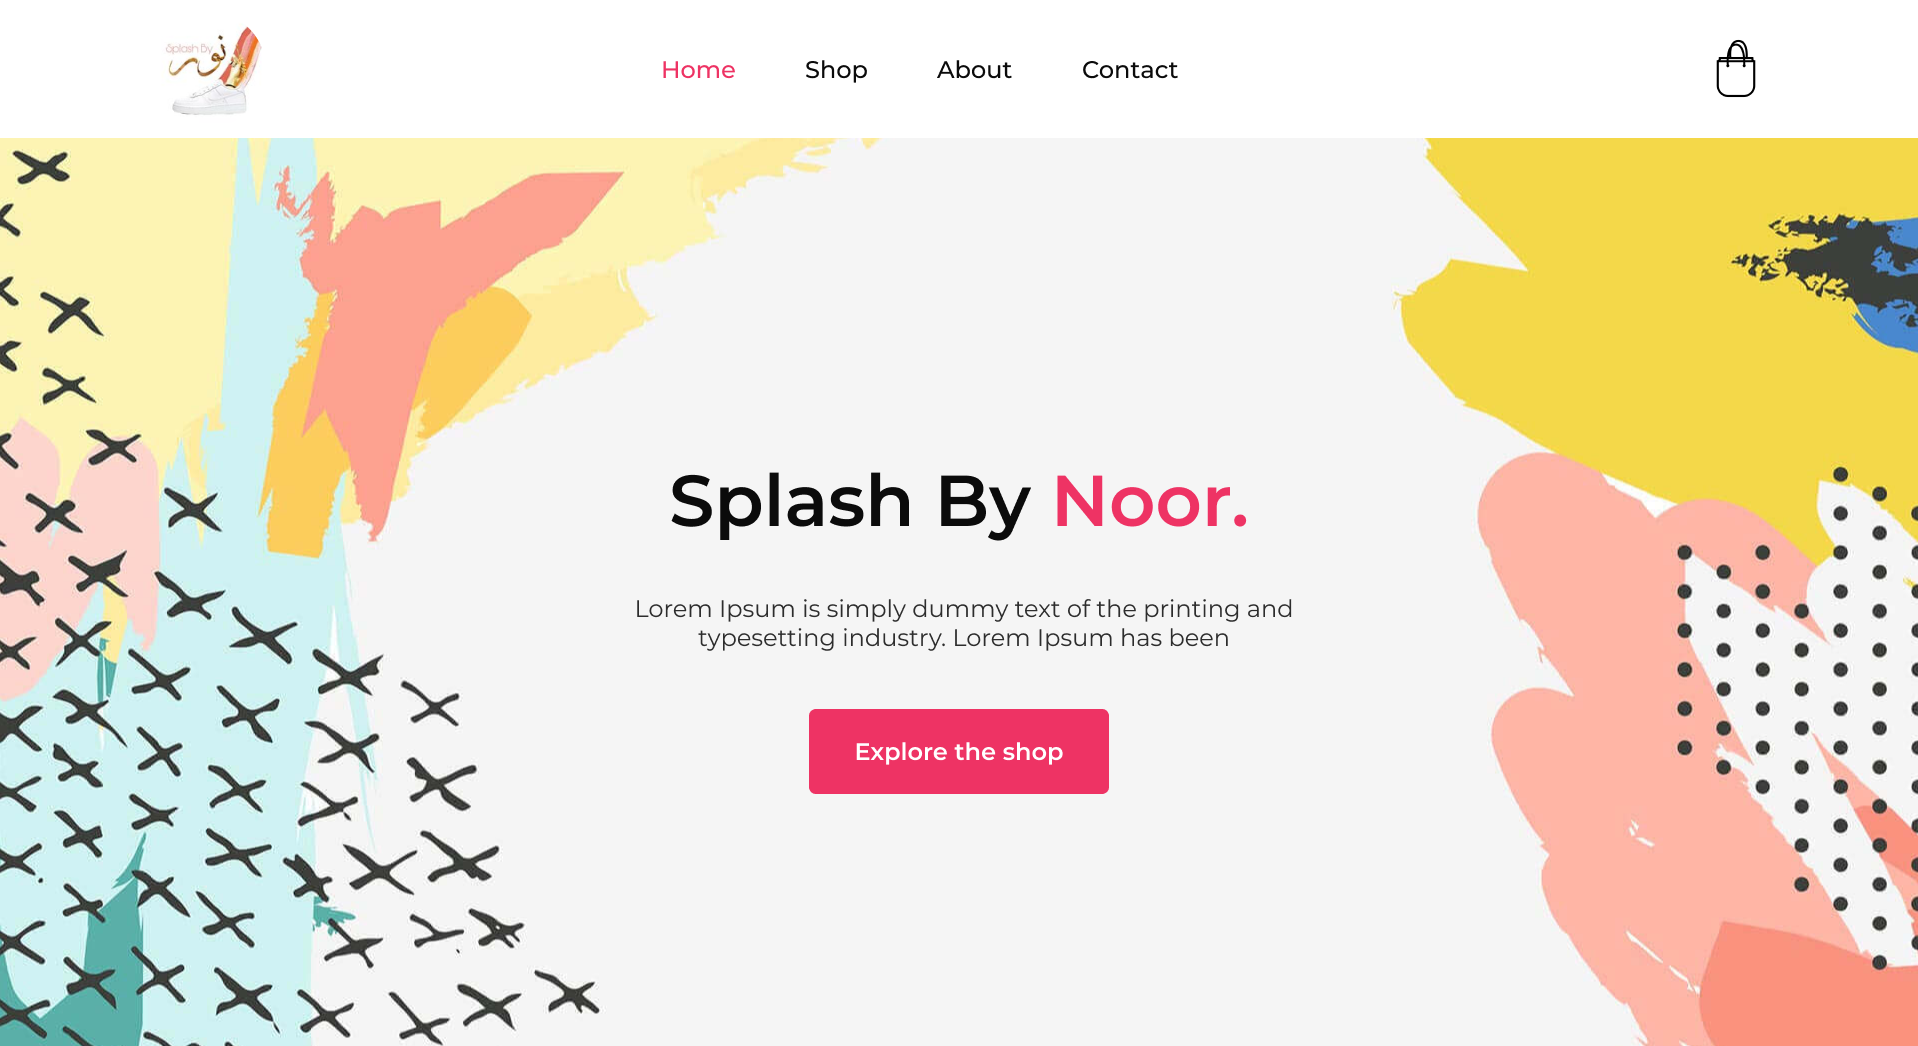 Splash By
نور
Home
Shop
About
Contact
Splash By Noor.
Lorem Ipsum is simply dummy text of the printing and
typesetting industry. Lorem Ipsum has been
Explore the shop